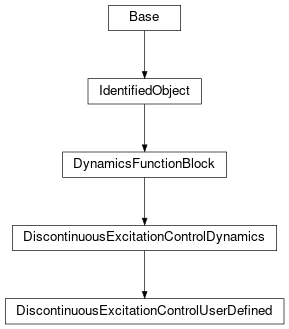 Base
IdentifiedObject
DynamicsFunctionBlock
DiscontinuousExcitationControlDynamics
DiscontinuousExcitationControlUserDefined